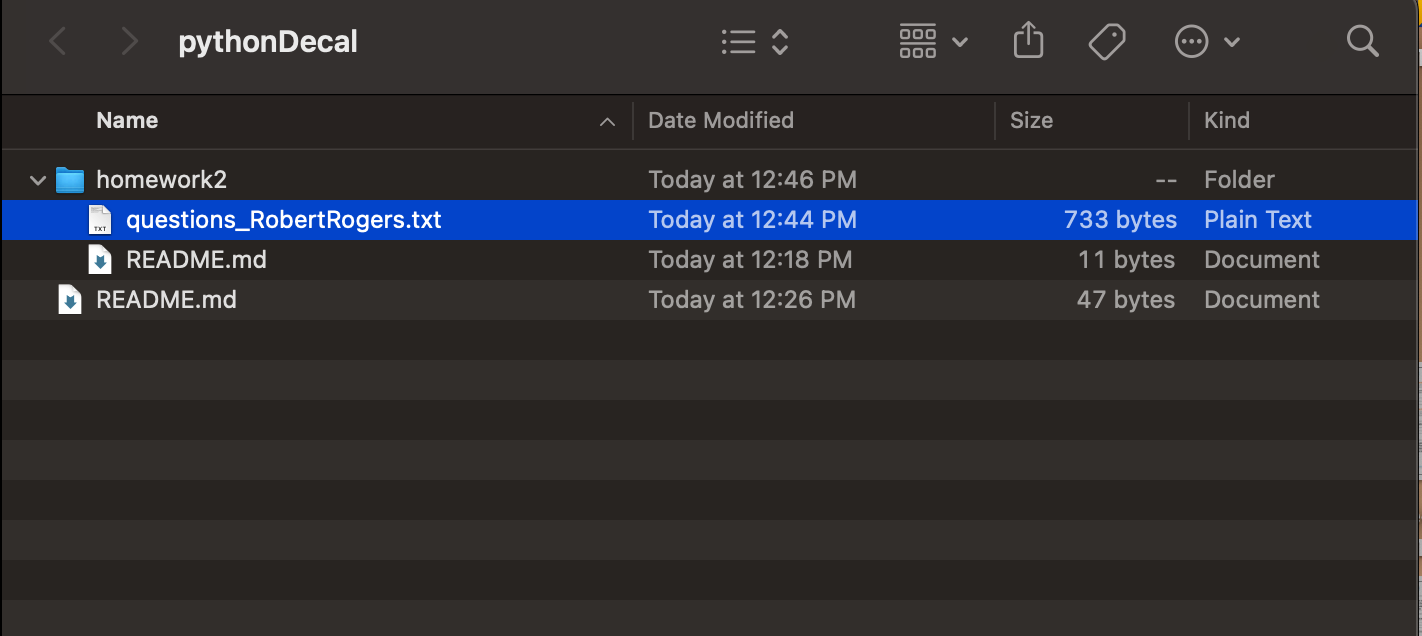 pythonDecal
Name Date Modified Size Kind
homework2 Today at 12:46 PM -- Folder
TXT questions_RobertRogers.txt Today at 12:44 PM 733 bytes Plain Text
README.md Today at 12:18 PM 11 bytes Document
README.md Today at 12:26 PM 47 bytes Document